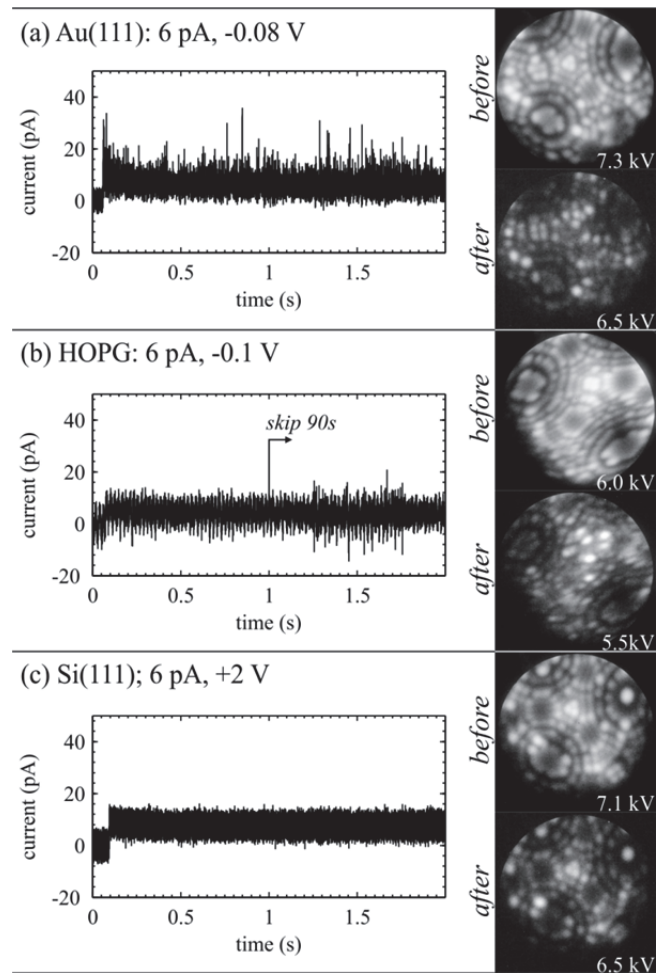 (a) Au(111): 6 pA, -0.08 V
before
7.3 kV
after
6.5 kV
current (pA)
40
20
0
-20
0
0.5
1
1.5
time (s)
(b) HOPG: 6 pA, -0.1 V
skip 90s
before
6.0 kV
after
5.5kV
current (pA)
40
20
0
-20
0
0.5
1
1.5
time (s)
(c) Si(111); 6 pA, +2 V
before
7.1 kV
after
6.5 kV
current (pA)
40
20
0
-20
0
0.5
1
1.5
time (s)